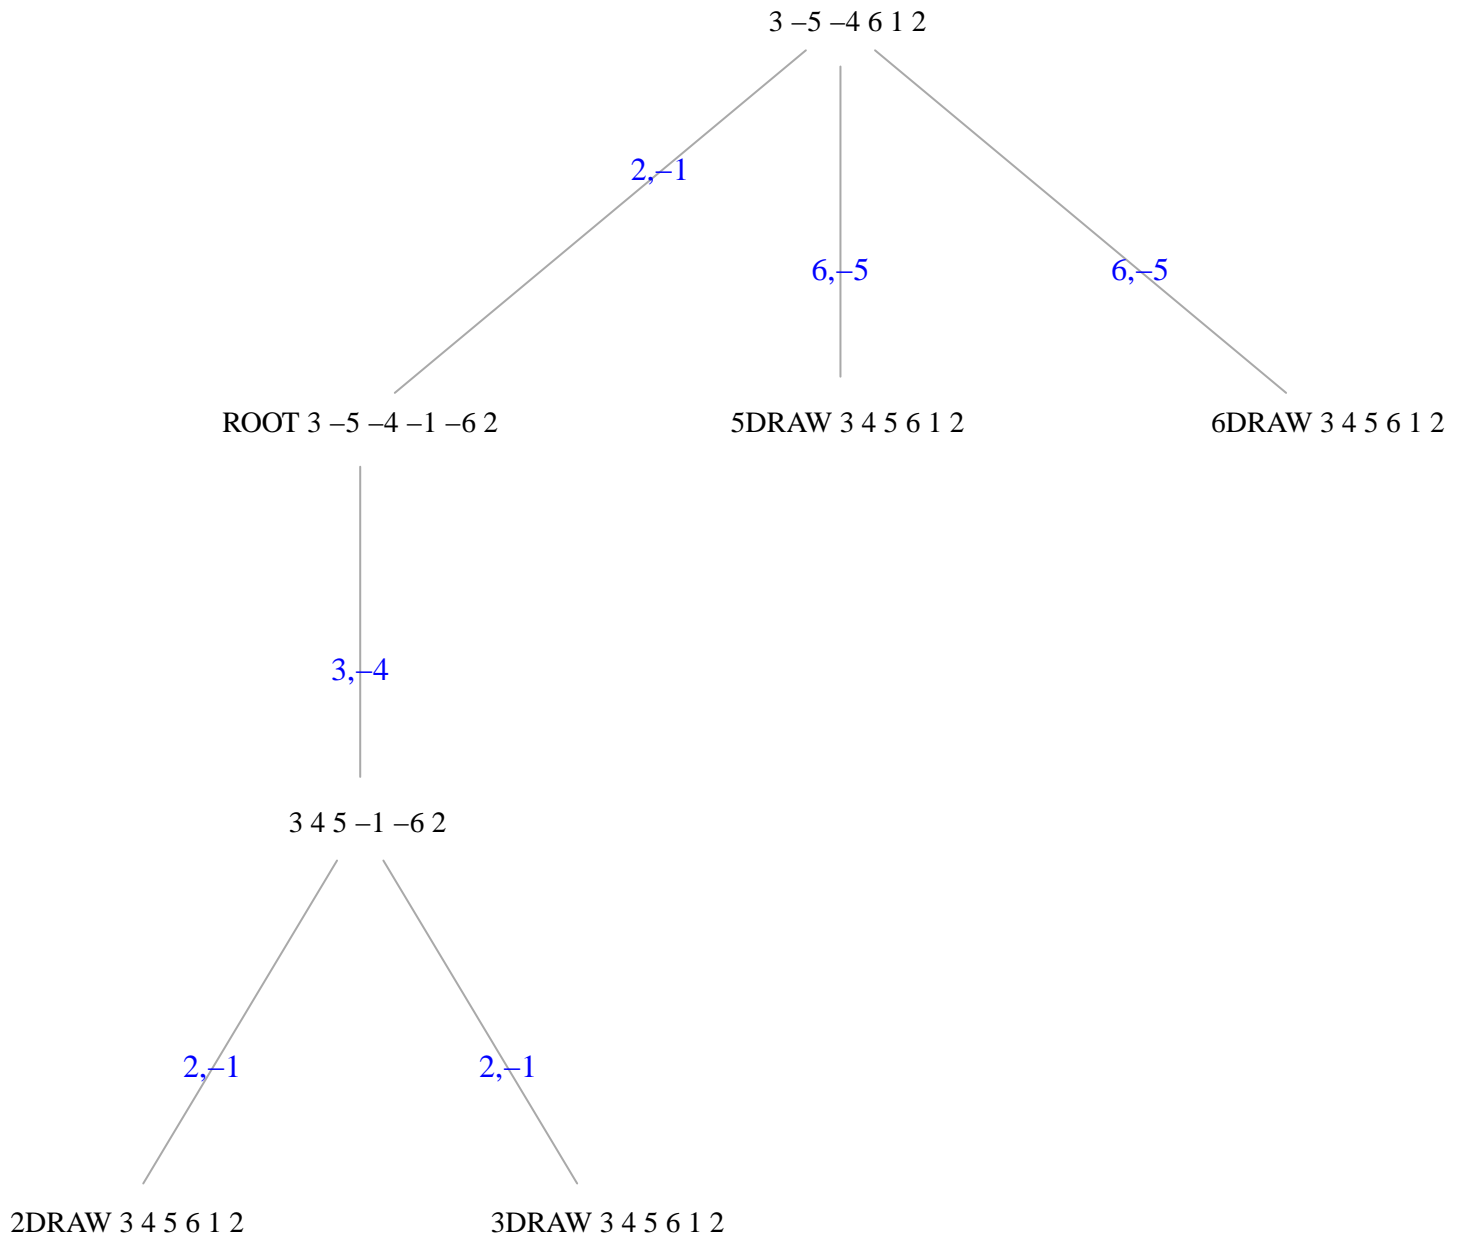 3 –5 –4 6 1 2
2,–1
6,–5
6,–5
ROOT 3 –5 –4 –1 –6 2
5DRAW 3 4 5 6 1 2
6DRAW 3 4 5 6 1 2
3,–4
3 4 5 –1 –6 2
2,–1
2,–1
2DRAW 3 4 5 6 1 2
3DRAW 3 4 5 6 1 2